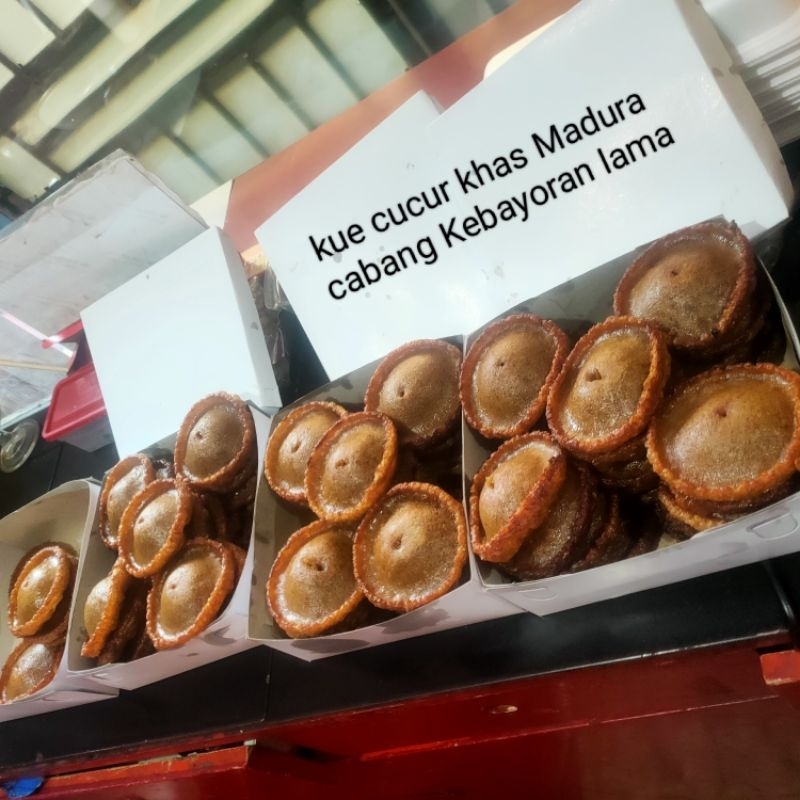 kue cucur khas Madura
cabang Kebayoran lama